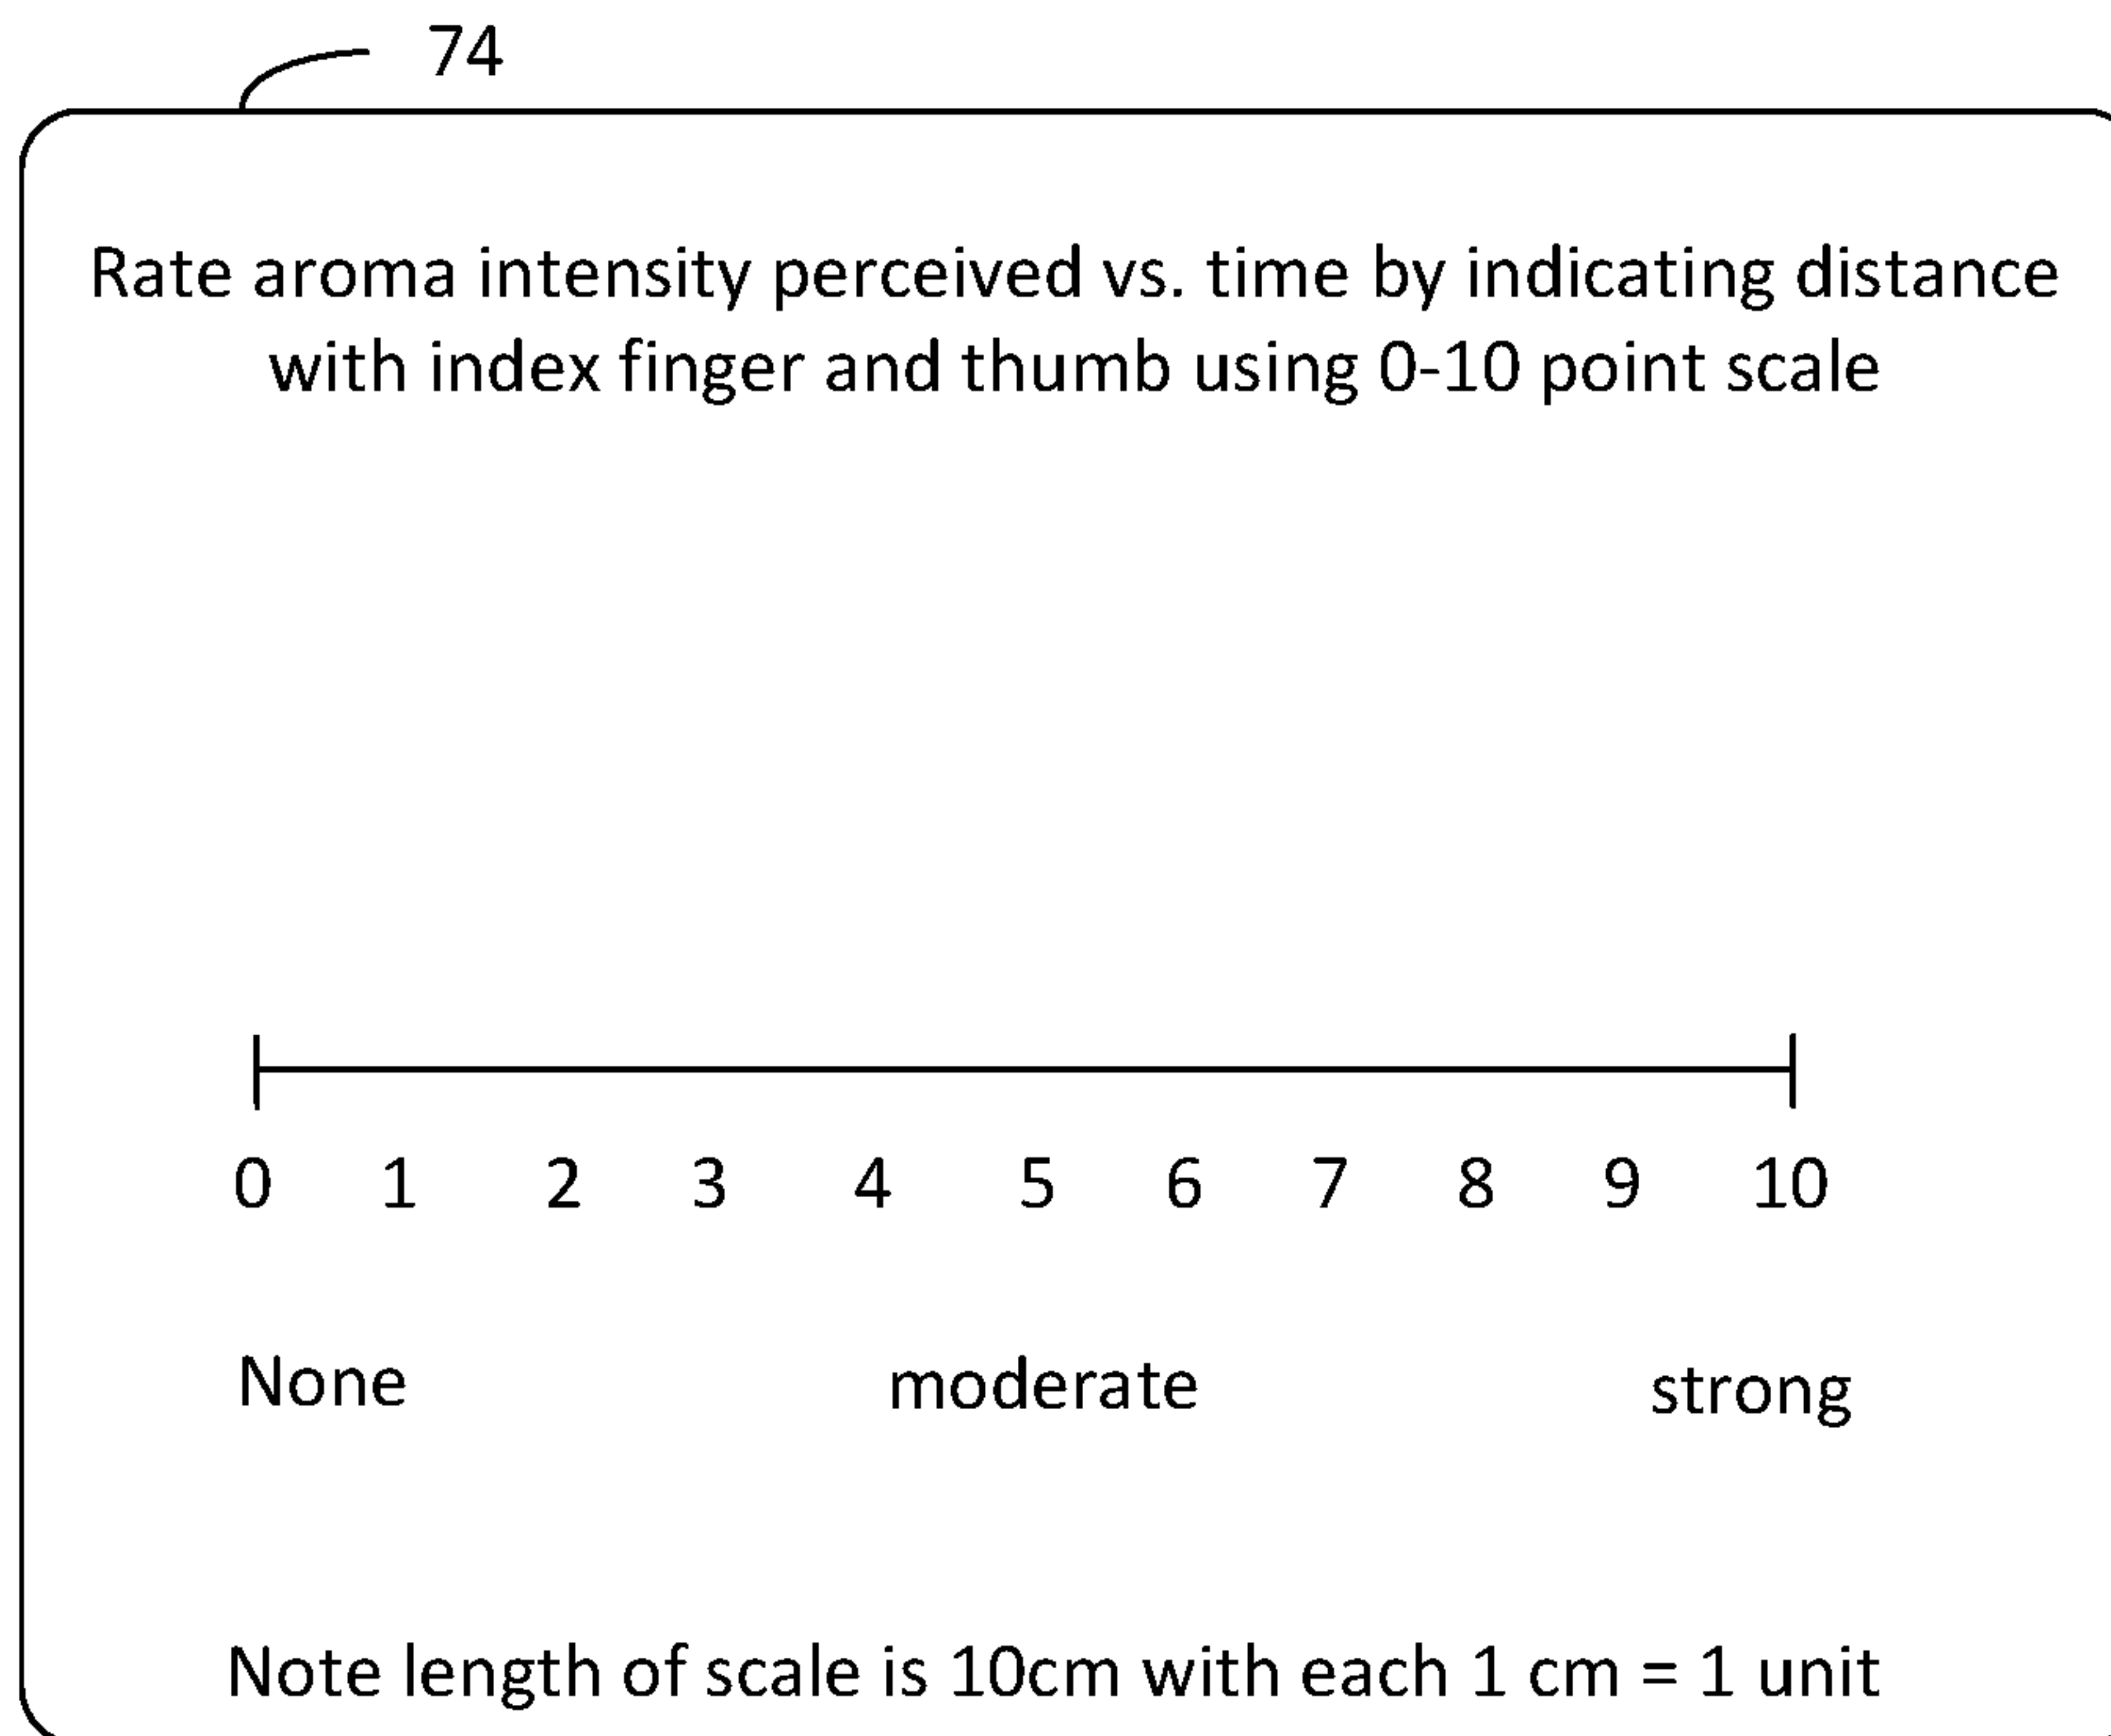 74
Rate aroma intensity perceived vs. time by indicating distance
with index finger and thumb using 0-10 point scale
0 1 2 3 4 5 6 7 8 9 10
None moderate strong
Note length of scale is 10cm with each 1 cm = 1 unit